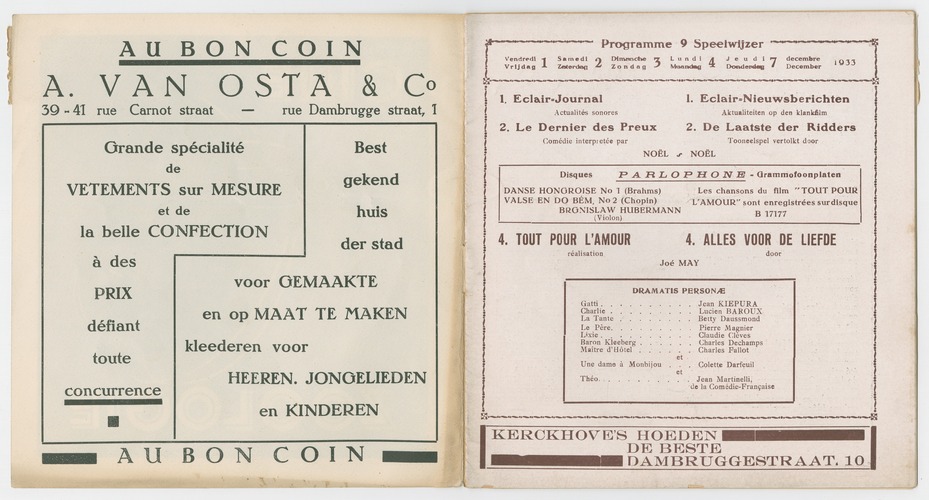 AU BON COIN
A. VAN OSTA & Co
39-41 rue Carnot straat — rue Dambrugge straat, 1
Grande spécialité
de
VETEMENTS sur MESURE
et de
la belle CONFECTION
à des
PRIX
défiant
toute
concurrence
Best
gekend
huis
der stad
voor GEMAAKTE
en op MAAT TE MAKEN
kleederen voor
HEEREN. JONGELIEDEN
en KINDEREN
AU BON COIN
Programme 9 Speelwijzer
Vendredi 1 Samedi 2 Dimanche 3 Lundi 4 Jeudi 7 decembre 1933
Vrijdag Zaterdag Zondag Maandag Donderdag December
1. Eclair-Journal
Actualités sonores
2. Le Dernier des Preux
Comédie interpretée par
1. Eclair-Nieuwsberichten
Aktualiteiten op den klankfilm
2. De Laatste der Ridders
Tooneelspel vertolkt door
NOËL NOËL
Disques PARLOPHONE - Grammofoonplaten
DANSE HONGROISE No 1 (Brahms)
VALSE EN DO BÉM, No 2 (Chopin)
BRONISLAW HUBERMANN
(Violon)
Les chansons du film "TOUT POUR
L'AMOUR" sont enregistrées sur disque
B 17177
4. TOUT POUR L'AMOUR
réalisation
4. ALLES VOOR DE LIEFDE
door
Joé MAY
DRAMATIS PERSONÆ
Gatti . . . . . . . . . Jean KIEPURA
Charlie . . . . . . . . . Lucien BAROUX
La Tante . . . . . . . . Betty Daussmond
Le Père. . . . . . . . . Pierre Magnier
Lixie . . . . . . . . . Claudie Clèves
Baron Kleeberg . . . . . . Charles Dechamps
Maître d'Hôtel . . . . . . Charles Fallot
et
Une dame à Monbijou . . . Colette Darfeuil
et
Théo. . . . . . . . . Jean Martinelli,
de la Comédie-Française
KERCKHOVE'S HOEDEN
DE BESTE
DAMBRUGGESTRAAT. 10